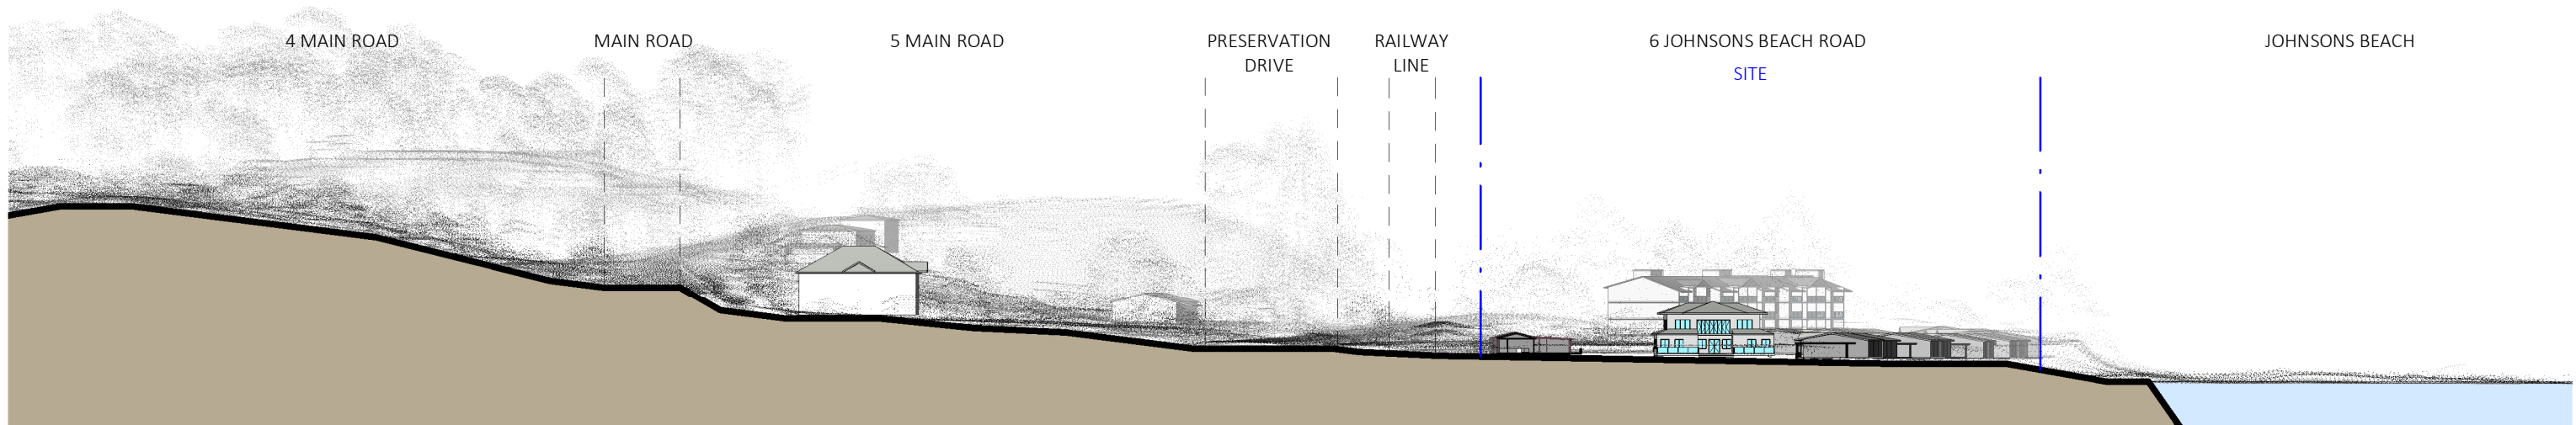 4 MAIN ROAD
MAIN ROAD
5 MAIN ROAD
PRESERVATION
DRIVE
RAILWAY
LINE
6 JOHNSONS BEACH ROAD
SITE
JOHNSONS BEACH